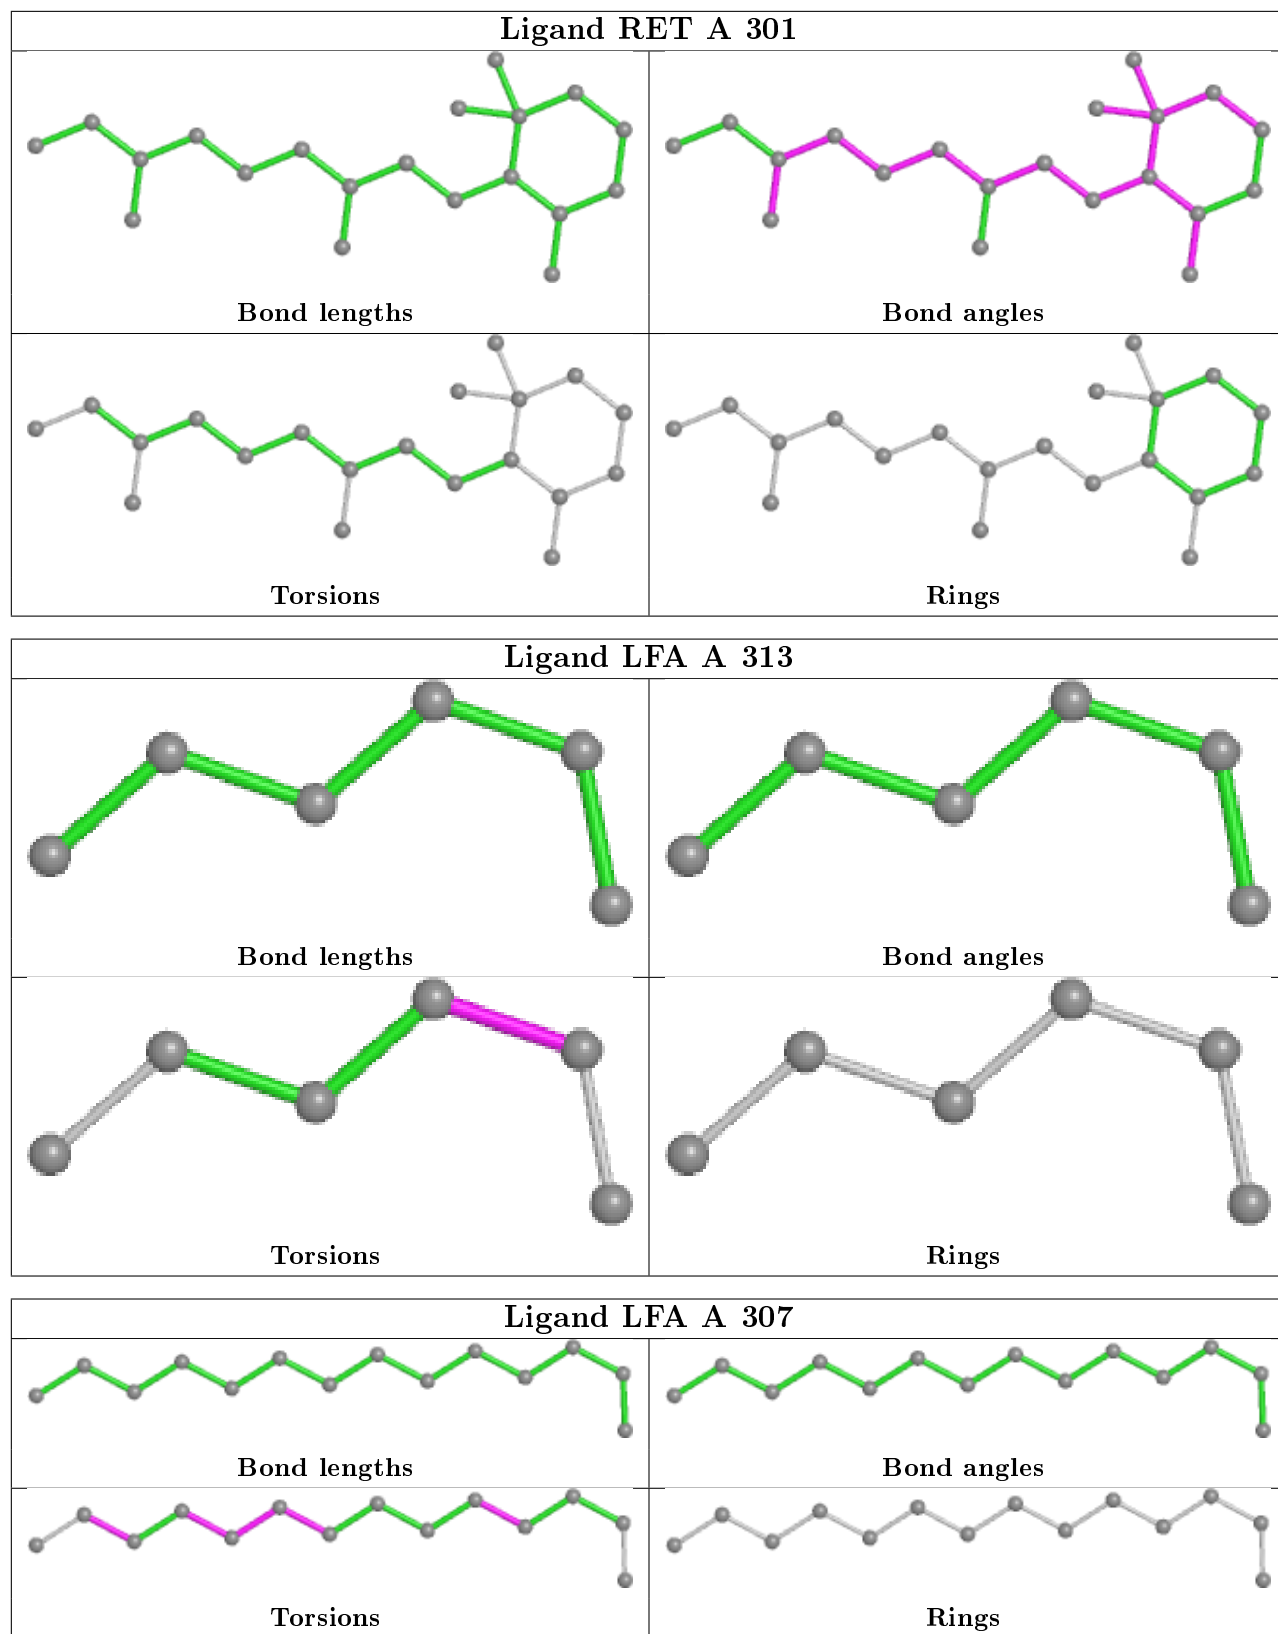 Ligand RET A 301
Bond lengths
Bond angles
Torsions
Rings
Ligand LFA A 313
Bond lengths
Bond angles
Torsions
Rings
Ligand LFA A 307
Bond lengths
Bond angles
Torsions
Rings